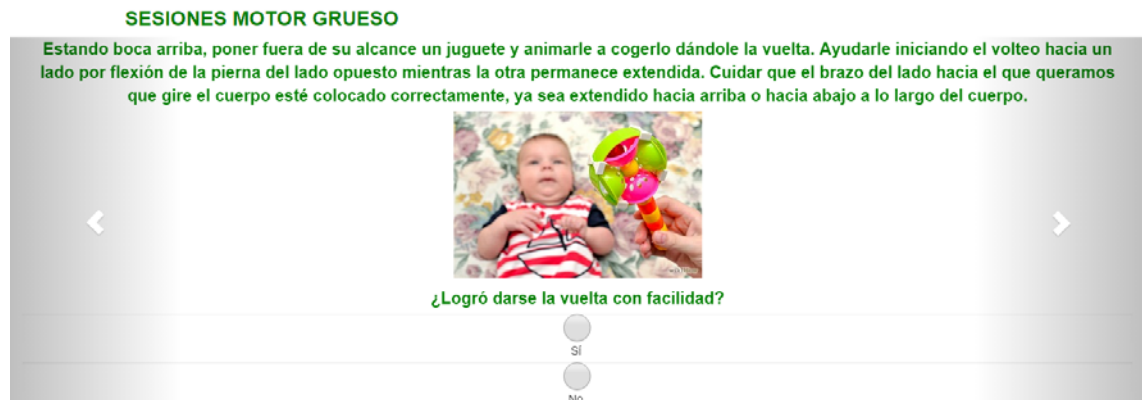 SESIONES MOTOR GRUESO
Estando boca arriba, poner fuera de su alcance un juguete y animarle a cogerlo dándole la vuelta. Ayudarle iniciando el volteo hacia un
lado por flexión de la pierna del lado opuesto mientras la otra permanece extendida. Cuidar que el brazo del lado hacia el que queramos
que gire el cuerpo esté colocado correctamente, ya sea extendido hacia arriba o hacia abajo a lo largo del cuerpo.
¿Logró darse la vuelta con facilidad?
Sí
No